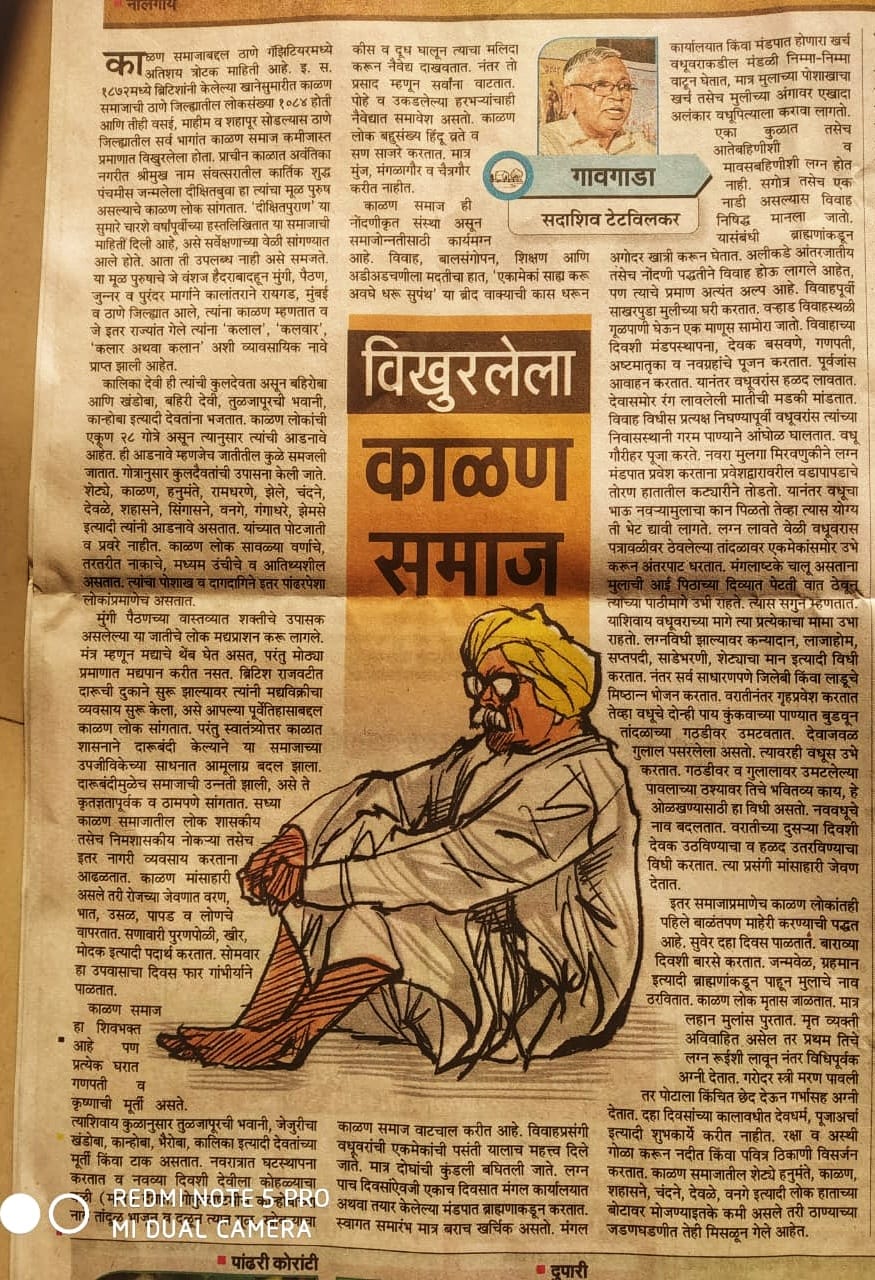 नीलगाय
काळण समाजाबद्दल ठाणे गॅझिटियरमध्ये
अतिशय त्रोटक माहिती आहे. इ. स.
१८७२मध्ये ब्रिटिशांनी केलेल्या खानेसुमारीत काळण
समाजाची ठाणे जिल्ह्यातील लोकसंख्या १०८४ होती
आणि तीही वसई, माहीम व शहापूर सोडल्यास ठाणे
जिल्ह्यातील सर्व भागांत काळण समाज कमीजास्त
प्रमाणात विखुरलेला होता. प्राचीन काळात अवंतिका
नगरीत श्रीमुख नाम संवत्सरातील कार्तिक शुद्ध
पंचमीस जन्मलेला दीक्षितबुवा हा त्यांचा मूळ पुरुष
असल्याचे काळण लोक सांगतात. 'दीक्षितपुराण' या
सुमारे चारशे वर्षांपूर्वीच्या हस्तलिखितात या समाजाची
माहिती दिली आहे, असे सर्वेक्षणाच्या वेळी सांगण्यात
आले होते. आता ती उपलब्ध नाही असे समजते.
या मूळ पुरुषाचे जे वंशज हैदराबादहून मुंगी, पैठण,
जुन्नर व पुरंदर मार्गाने कालांतराने रायगड, मुंबई
व ठाणे जिल्ह्यात आले, त्यांना काळण म्हणतात व
जे इतर राज्यांत गेले त्यांना 'कलाल', 'कलवार',
'कलार अथवा कलान' अशी व्यावसायिक नावे
प्राप्त झाली आहेत.
कालिका देवी ही त्यांची कुलदेवता असून बहिरोबा
आणि खंडोबा, बहिरी देवी, तुळजापूरची भवानी,
कान्होबा इत्यादी देवतांना भजतात. काळण लोकांची
एकूण २८ गोत्रे असून त्यानुसार त्यांची आडनावे
आहेत. ही आडनावे म्हणजेच जातीतील कुळे समजली
जातात. गोत्रानुसार कुलदैवतांची उपासना केली जाते.
शेट्ये, काळण, हनुमंते, रामधरणे, झेले, चंदने,
देवळे, शहासने, सिंगासने, वनगे, गंगाधरे, झेमसे
इत्यादी त्यांनी आडनावे असतात. यांच्यात पोटजाती
व प्रवरे नाहीत. काळण लोक सावळ्या वर्णाचे,
तरतरीत नाकाचे, मध्यम उंचीचे व आतिथ्यशील
असतात. त्यांचा पोशाख व दागदागिने इतर पांढरपेशा
लोकांप्रमाणेच असतात.
मुंगी पैठणच्या वास्तव्यात शक्तीचे उपासक
असलेल्या या जातीचे लोक मद्यप्राशन करू लागले.
मंत्र म्हणून मद्याचे थेंब घेत असत, परंतु मोठ्या
प्रमाणात मद्यपान करीत नसत. ब्रिटिश राजवटीत
दारूची दुकाने सुरू झाल्यावर त्यांनी मद्यविक्रीचा
व्यवसाय सुरू केला, असे आपल्या पूर्वेतिहासाबद्दल
काळण लोक सांगतात. परंतु स्वातंत्र्योत्तर काळात
शासनाने दारूबंदी केल्याने या समाजाच्या
उपजीविकेच्या साधनात आमूलाग्र बदल झाला.
दारूबंदीमुळेच समाजाची उन्नती झाली, असे ते
कृतज्ञतापूर्वक व ठामपणे सांगतात. सध्या
काळण समाजातील लोक शासकीय
तसेच निमशासकीय नोकऱ्या तसेच
इतर नागरी व्यवसाय करताना
आढळतात. काळण मांसाहारी
असले तरी रोजच्या जेवणात वरण,
भात, उसळ, पापड व लोणचे
वापरतात. सणावारी पुरणपोळी, खीर,
मोदक इत्यादी पदार्थ करतात. सोमवार
हा उपवासाचा दिवस फार गांभीर्याने
पाळतात.
काळण समाज
हा शिवभक्त
आहे पण
प्रत्येक घरात
गणपती व
कृष्णाची मूर्ती असते.
त्याशिवाय कुळानुसार तुळजापूरची भवानी, जेजुरीचा
खंडोबा, कान्होबा, भैरोबा, कालिका इत्यादी देवतांच्या
मूर्ती किंवा टाक असतात. नवरात्रात घटस्थापना
करतात व नवव्या दिवशी देवीला कोहळ्याचा
तांदूळ भाजून व दळून
कीस व दूध घालून त्याचा मलिदा
करून नैवेद्य दाखवतात. नंतर तो
प्रसाद म्हणून सर्वांना वाटतात.
पोहे व उकडलेल्या हरभऱ्यांचाही
नैवेद्यात समावेश असतो. काळण
लोक बहुसंख्य हिंदू व्रते व
सण साजरे करतात. मात्र
मुंज, मंगळागौर व चैत्रगौर
करीत नाहीत.
काळण समाज ही
नोंदणीकृत संस्था असून
समाजोन्नतीसाठी कार्यमग्न
आहे. विवाह, बालसंगोपन, शिक्षण आणि
अडीअडचणीला मदतीचा हात, 'एकामेका साह्य करू
अवघे धरू सुपंथ' या ब्रीद वाक्याची कास धरून
विखुरलेला
काळण
समाज
काळण समाज वाटचाल करीत आहे. विवाहप्रसंगी
वधूवरांची एकमेकांची पसंती यालाच महत्त्व दिले
जाते. मात्र दोघांची कुंडली बघितली जाते. लग्न
पाच दिवसांऐवजी एकाच दिवसात मंगल कार्यालयात
अथवा तयार केलेल्या मंडपात ब्राह्मणाकडून करतात.
स्वागत समारंभ मात्र बराच खर्चिक असतो. मंगल
गावगाडा
सदाशिव टेटविलकर
कार्यालयात किंवा मंडपात होणारा खर्च
वधूवराकडील मंडळी निम्मा-निम्मा
वाटून घेतात, मात्र मुलाच्या पोशाखाचा
खर्च तसेच मुलीच्या अंगावर एखादा
अलंकार वधूपित्याला करावा लागतो.
एका कुळात तसेच
आतेबहिणीशी व
मावसबहिणीशी लग्न होत
नाही. सगोत्र तसेच एक
नाडी असल्यास विवाह
निषिद्ध मानला जातो.
यासंबंधी ब्राह्मणांकडून
अगोदर खात्री करून घेतात. अलीकडे आंतरजातीय
तसेच नोंदणी पद्धतीने विवाह होऊ लागले आहेत,
पण त्याचे प्रमाण अत्यंत अल्प आहे. विवाहपूर्वी
साखरपुडा मुलीच्या घरी करतात. वऱ्हाड विवाहस्थळी
गूळपाणी घेऊन एक माणूस सामोरा जातो. विवाहाच्या
दिवशी मंडपस्थापना, देवक बसवणे, गणपती,
अष्टमातृका व नवग्रहांचे पूजन करतात. पूर्वजांस
आवाहन करतात. यानंतर वधूवरांस हळद लावतात.
देवासमोर रंग लावलेली मातीची मडकी मांडतात.
विवाह विधीस प्रत्यक्ष निघण्यापूर्वी वधूवरांस त्यांच्या
निवासस्थानी गरम पाण्याने आंघोळ घालतात. वधू
गौरीहर पूजा करते. नवरा मुलगा मिरवणुकीने लग्न
मंडपात प्रवेश करताना प्रवेशद्वारावरील वडापापडाचे
तोरण हातातील कट्यारीने तोडतो. यानंतर वधूचा
भाऊ नवऱ्यामुलाचा कान पिळतो तेव्हा त्यास योग्य
ती भेट द्यावी लागते. लग्न लावते वेळी वधूवरास
पत्रावळीवर ठेवलेल्या तांदळावर एकमेकांसमोर उभे
करून अंतरपाट धरतात. मंगलाष्टके चालू असताना
मुलाची आई पिठाच्या दिव्यात पेटती वात ठेवून
त्यांच्या पाठीमागे उभी राहते. त्यास सगुन म्हणतात.
याशिवाय वधूवराच्या मागे त्या प्रत्येकाचा मामा उभा
राहतो. लग्नविधी झाल्यावर कन्यादान, लाजाहोम,
सप्तपदी, साडेभरणी, शेट्याचा मान इत्यादी विधी
करतात. नंतर सर्व साधारणपणे जिलेबी किंवा लाडूचे
मिष्ठान्न भोजन करतात. वरातीनंतर गृहप्रवेश करतात
तेव्हा वधूचे दोन्ही पाय कुंकवाच्या पाण्यात बुडवून
तांदळाच्या गठडीवर उमटवतात. देवाजवळ
गुलाल पसरलेला असतो. त्यावरही वधूस उभे
करतात. गठडीवर व गुलालावर उमटलेल्या
पावलाच्या ठश्यावर तिचे भवितव्य काय, हे
ओळखण्यासाठी हा विधी असतो. नववधूचे
नाव बदलतात. वरातीच्या दुसऱ्या दिवशी
देवक उठविण्याचा व हळद उतरविण्याचा
विधी करतात. त्या प्रसंगी मांसाहारी जेवण
देतात.
इतर समाजाप्रमाणेच काळण लोकांतही
पहिले बाळंतपण माहेरी करण्याची पद्धत
आहे. सुवेर दहा दिवस पाळतात. बाराव्या
दिवशी बारसे करतात. जन्मवेळ, ग्रहमान
इत्यादी ब्राह्मणांकडून पाहून मुलाचे नाव
ठरवितात. काळण लोक मृतास जाळतात. मात्र
लहान मुलांस पुरतात. मृत व्यक्ती
अविवाहित असेल तर प्रथम तिचे
लग्न रूईशी लावून नंतर विधिपूर्वक
अग्नी देतात. गरोदर स्त्री मरण पावली
तर पोटाला किंचित छेद देऊन गर्भासह अग्नी
देतात. दहा दिवसांच्या कालावधीत देवधर्म, पूजाअर्चा
इत्यादी शुभकार्ये करीत नाहीत. रक्षा व अस्थी
गोळा करून नदीत किंवा पवित्र ठिकाणी विसर्जन
करतात. काळण समाजातील शेट्ये हनुमंते, काळण,
शहासने, चंदने, देवळे, वनगे इत्यादी लोक हाताच्या
बोटावर मोजण्याइतके कमी असले तरी ठाण्याच्या
जडणघडणीत तेही मिसळून गेले आहेत.
REDMI NOTE 5 PRO
MI DUAL CAMERA
पांढरी कोरांटी
दुपारी